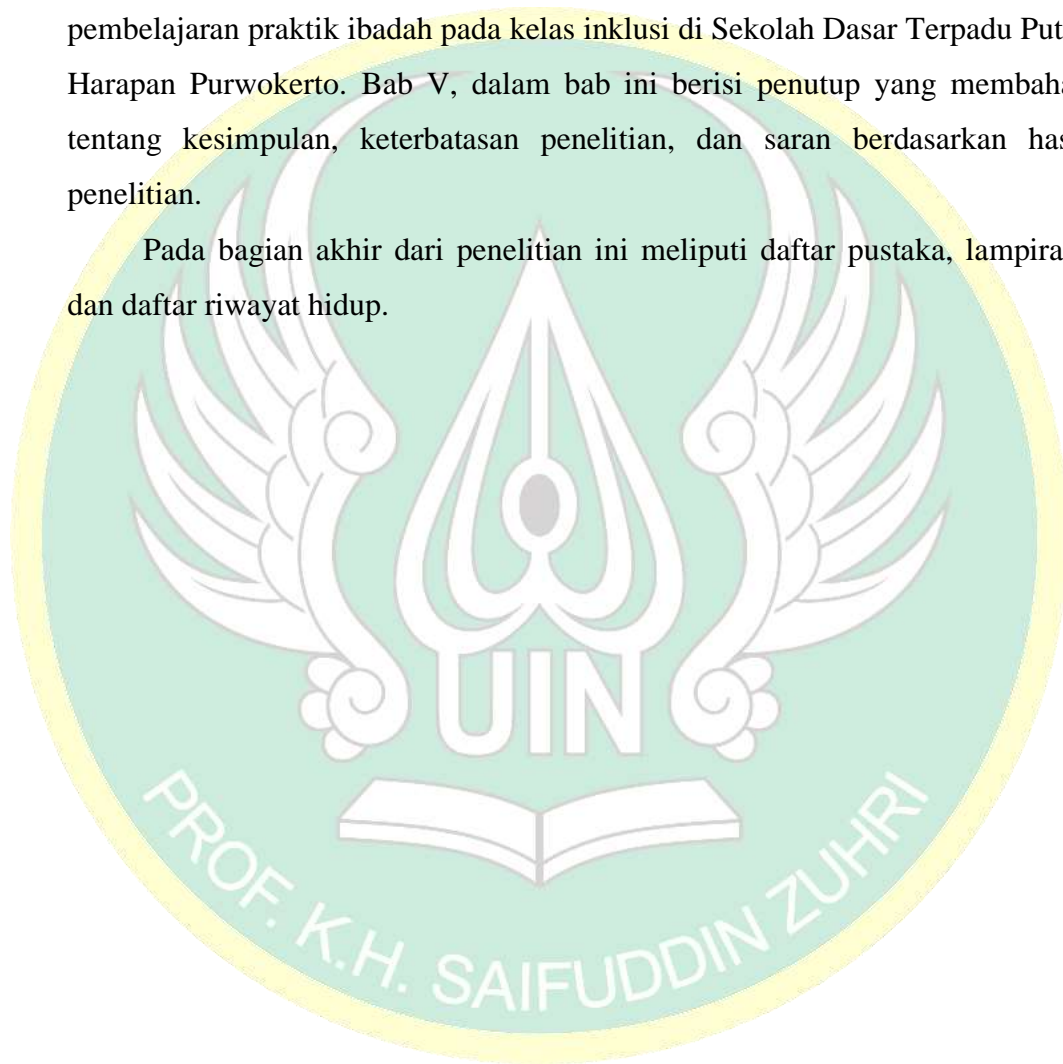 pembelajaran praktik ibadah pada kelas inklusi di Sekolah Dasar Terpadu Put
Harapan Purwokerto. Bab V, dalam bab ini berisi penutup yang membaha
tentang kesimpulan, keterbatasan penelitian, dan saran berdasarkan has
penelitian.
Pada bagian akhir dari penelitian ini meliputi daftar pustaka, lampira
dan daftar riwayat hidup.
UIN
PROF. K.H. SAIFUDDIN ZUHRI